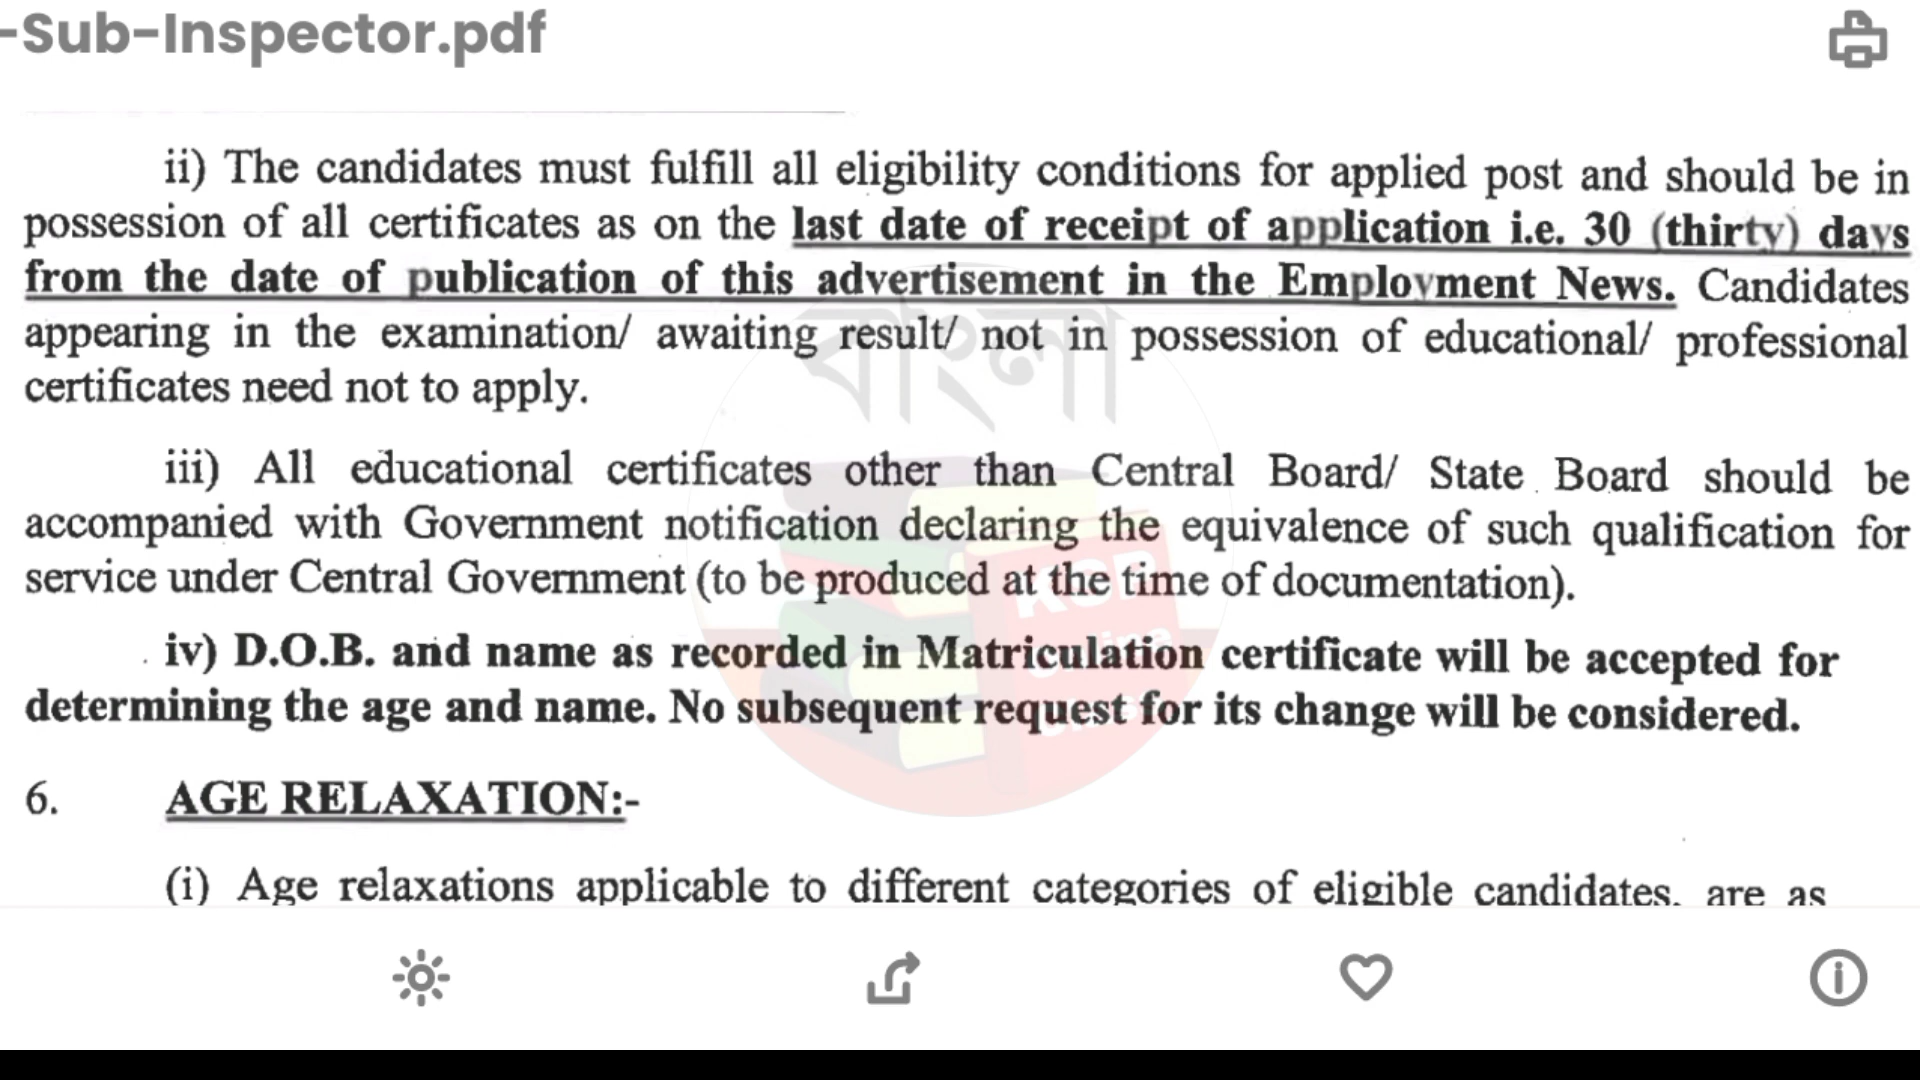 -Sub-Inspector.pdf
ii) The candidates must fulfill all eligibility conditions for applied post and should be in
possession of all certificates as on the last date of receipt of application i.e. 30 (thirty) days
from the date of publication of this advertisement in the Employment News. Candidates
appearing in the examination/ awaiting result/ not in possession of educational/ professional
certificates need not to apply.
বাংলা
iii) All educational certificates other than Central Board/ State Board should be
accompanied with Government notification declaring the equivalence of such qualification for
service under Central Government (to be produced at the time of documentation).
KGP
iv) D.O.B. and name as recorded in Matriculation certificate will be accepted for
determining the age and name. No subsequent request for its change will be considered.
6. AGE RELAXATION:-
(i) Age relaxations applicable to different categories of eligible candidates, are as